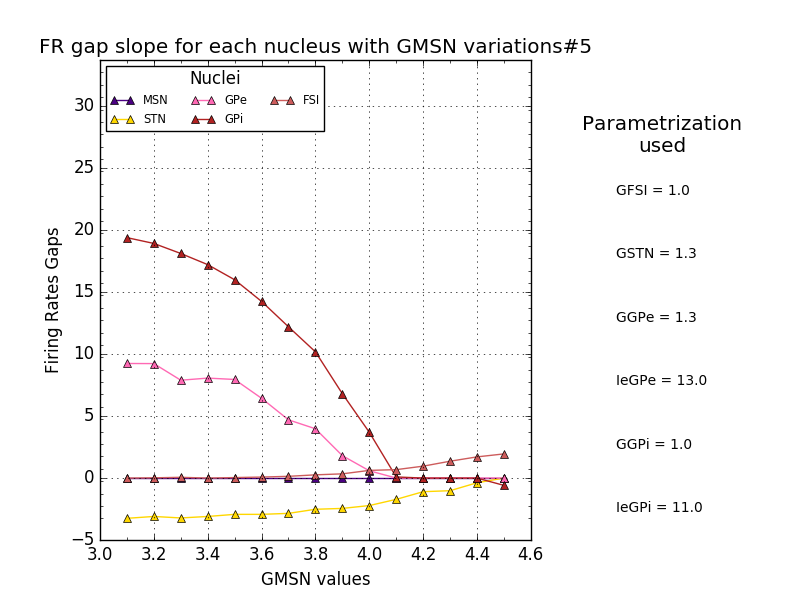 FR gap slope for each nucleus with GMSN variations#5
Nuclei
MSN GPe FSI
STN GPi
30
25
20
15
10
5
0
−5
Firing Rates Gaps
3.0 3.2 3.4 3.6 3.8 4.0 4.2 4.4 4.6
GMSN values
Parametrization
used
GFSI = 1.0
GSTN = 1.3
GGPe = 1.3
IeGPe = 13.0
GGPi = 1.0
IeGPi = 11.0